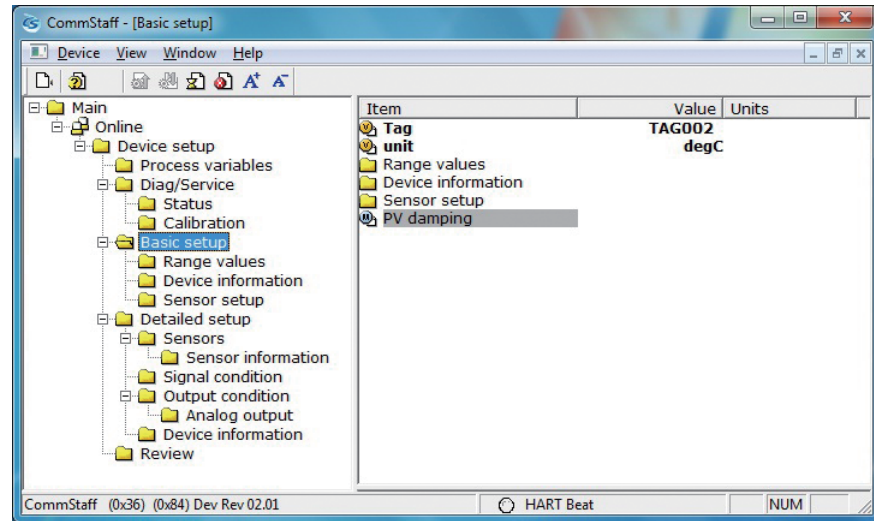 CommStaff - [Basic setup]
Device View Window Help
Main
Online
Device setup
Process variables
Diag/Service
Status
Calibration
Basic setup
Range values
Device information
Sensor setup
Detailed setup
Sensors
Sensor information
Signal condition
Output condition
Analog output
Device information
Review
Item Value Units
Tag TAG002
unit degC
Range values
Device information
Sensor setup
PV damping
CommStaff (0x36) (0x84) Dev Rev 02.01 HART Beat NUM